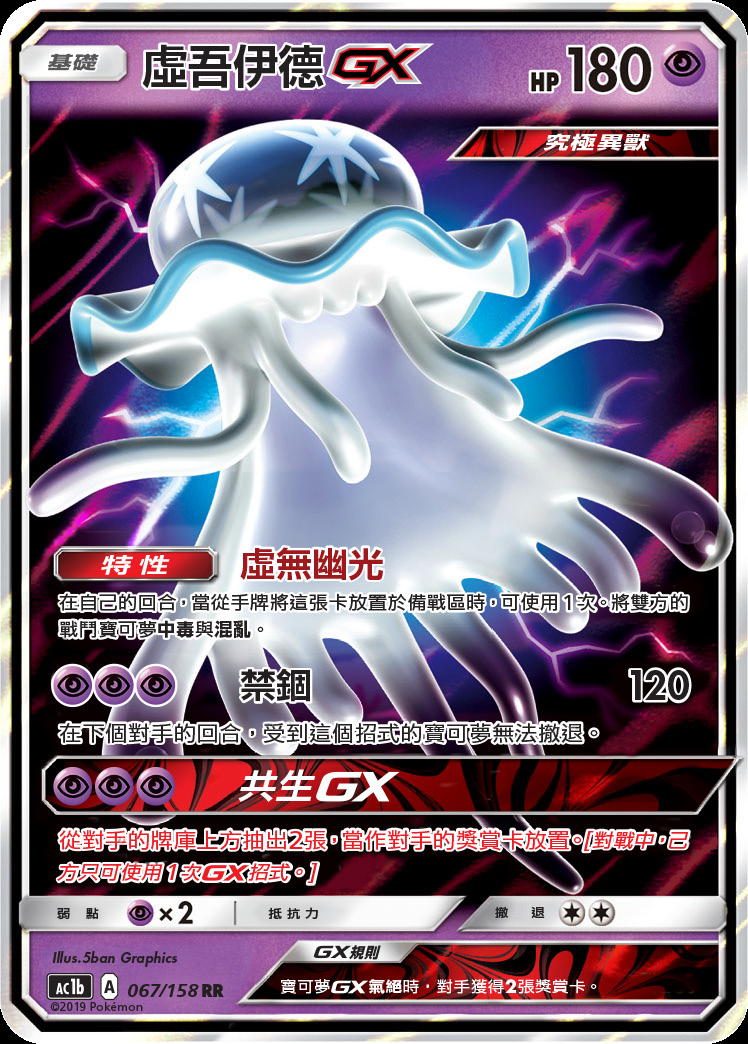 基礎 虛吾伊德GX HP 180
究極異獸
特性 虛無幽光
在自己的回合,當從手牌將這張卡放置於備戰區時,可使用1次。將雙方的
戰鬥寶可夢中毒與混亂。
禁錮 120
在下個對手的回合,受到這個招式的寶可夢無法撤退。
共生GX
從對手的牌庫上方抽出2張,當作對手的獎賞卡放置。[對戰中,己
方只可使用1次GX招式。]
弱點 ×2 抵抗力 撤退
Illus.5ban Graphics
GX規則
AC1b A 067/158 RR
寶可夢GX氣絕時,對手獲得2張獎賞卡。
©2019 Pokémon